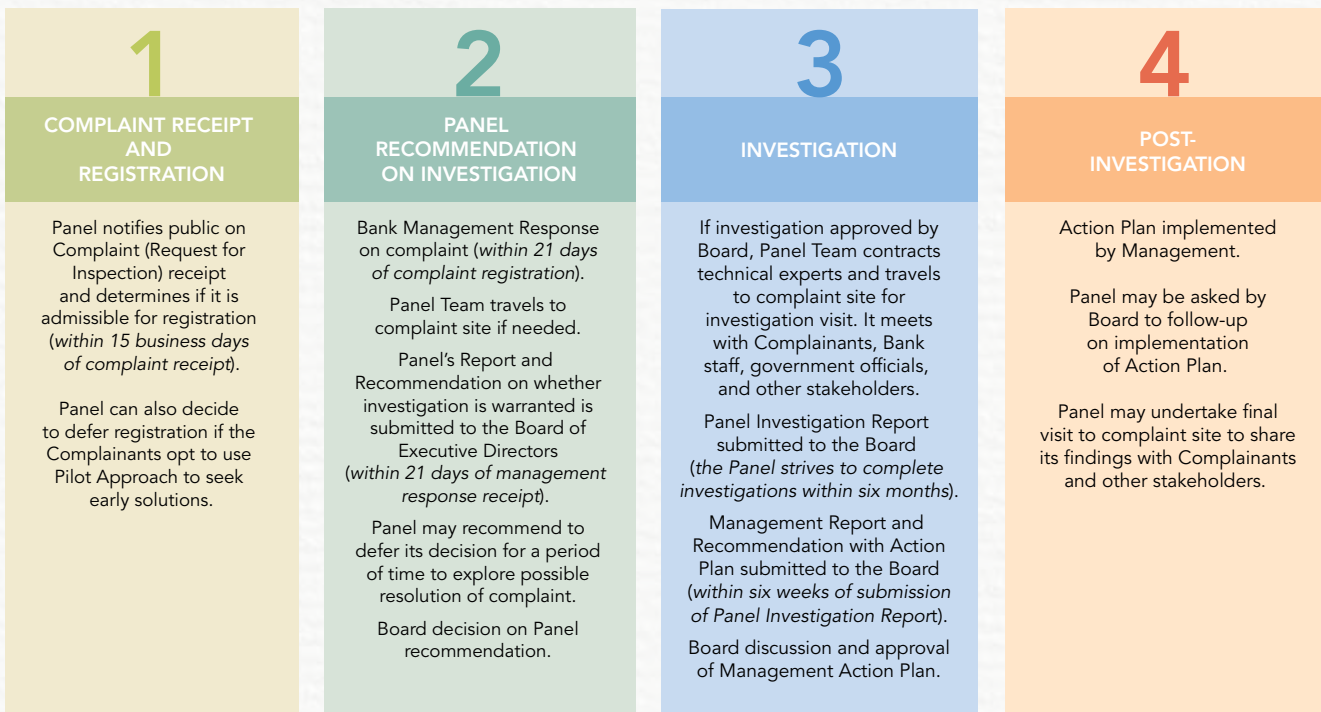 1
COMPLAINT RECEIPT
AND
REGISTRATION
Panel notifies public on
Complaint (Request for
Inspection) receipt
and determines if it is
admissible for registration
(within 15 business days
of complaint receipt).
Panel can also decide
to defer registration if the
Complainants opt to use
Pilot Approach to seek
early solutions.
2
PANEL
RECOMMENDATION
ON INVESTIGATION
Bank Management Response
on complaint (within 21 days
of complaint registration).
Panel Team travels to
complaint site if needed.
Panel's Report and
Recommendation on whether
investigation is warranted is
submitted to the Board of
Executive Directors
(within 21 days of management
response receipt).
Panel may recommend to
defer its decision for a period
of time to explore possible
resolution of complaint.
Board decision on Panel
recommendation.
3
INVESTIGATION
If investigation approved by
Board, Panel Team contracts
technical experts and travels
to complaint site for
investigation visit. It meets
with Complainants, Bank
staff, government officials,
and other stakeholders.
Panel Investigation Report
submitted to the Board
(the Panel strives to complete
investigations within six months).
Management Report and
Recommendation with Action
Plan submitted to the Board
(within six weeks of submission
of Panel Investigation Report).
Board discussion and approval
of Management Action Plan.
4
POST-
INVESTIGATION
Action Plan implemented
by Management.
Panel may be asked by
Board to follow-up
on implementation
of Action Plan.
Panel may undertake final
visit to complaint site to share
its findings with Complainants
and other stakeholders.